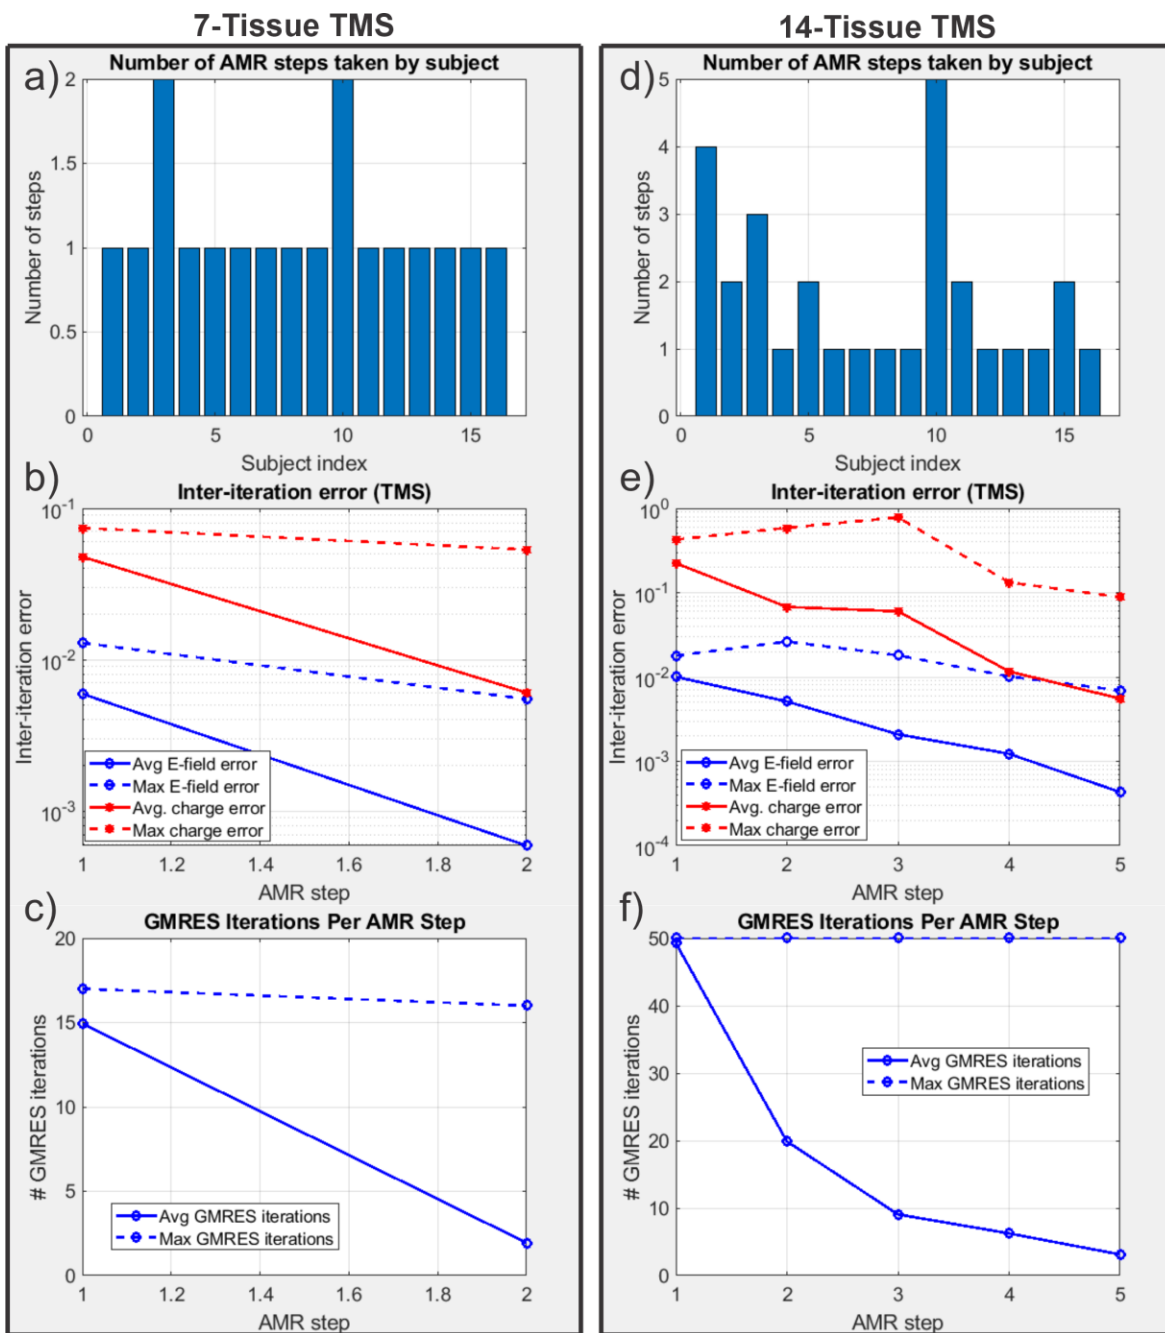 7-Tissue TMS
a)
Number of AMR steps taken by subject
2
1.5
1
0.5
0
Number of steps
0 5 10 15
Subject index
b)
Inter-iteration error (TMS)
10^-1
10^-2
10^-3
Inter-iteration error
Avg E-field error
Max E-field error
Avg. charge error
Max charge error
1 1.2 1.4 1.6 1.8 2
AMR step
c)
GMRES Iterations Per AMR Step
20
15
10
5
0
# GMRES iterations
Avg GMRES iterations
Max GMRES iterations
1 1.2 1.4 1.6 1.8 2
AMR step
14-Tissue TMS
d)
Number of AMR steps taken by subject
5
4
3
2
1
0
Number of steps
0 5 10 15
Subject index
e)
Inter-iteration error (TMS)
10^0
10^-1
10^-2
10^-3
10^-4
Inter-iteration error
Avg E-field error
Max E-field error
Avg. charge error
Max charge error
1 2 3 4 5
AMR step
f)
GMRES Iterations Per AMR Step
50
40
30
20
10
0
# GMRES iterations
Avg GMRES iterations
Max GMRES iterations
1 2 3 4 5
AMR step